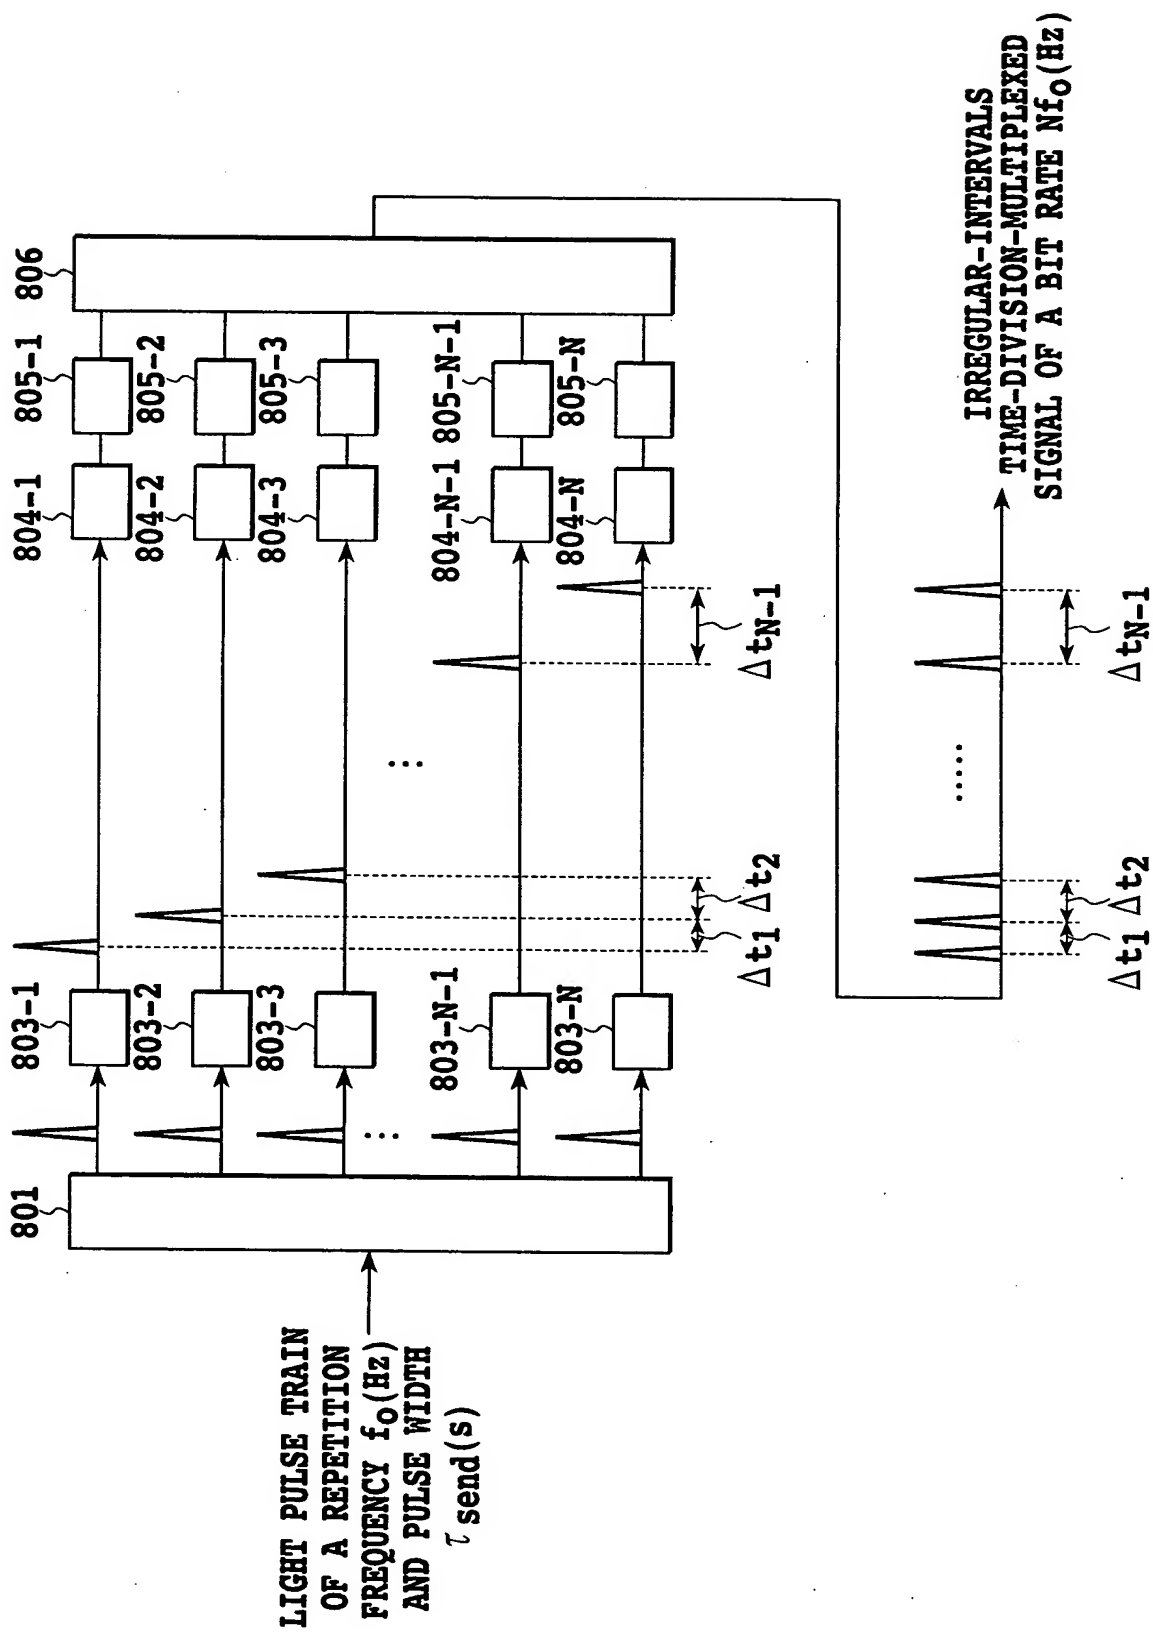 LIGHT PULSE TRAIN
OF A REPETITION
FREQUENCY f0(Hz)
AND PULSE WIDTH
τsend(s)
801
803-1
803-2
803-3
803-N-1
803-N
...
Δt1
Δt2
...
ΔtN-1
804-1
804-2
804-3
804-N-1
804-N
805-1
805-2
805-3
805-N-1
805-N
806
Δt1
Δt2
.....
ΔtN-1
IRREGULAR-INTERVALS
TIME-DIVISION-MULTIPLEXED
SIGNAL OF A BIT RATE Nf0(Hz)